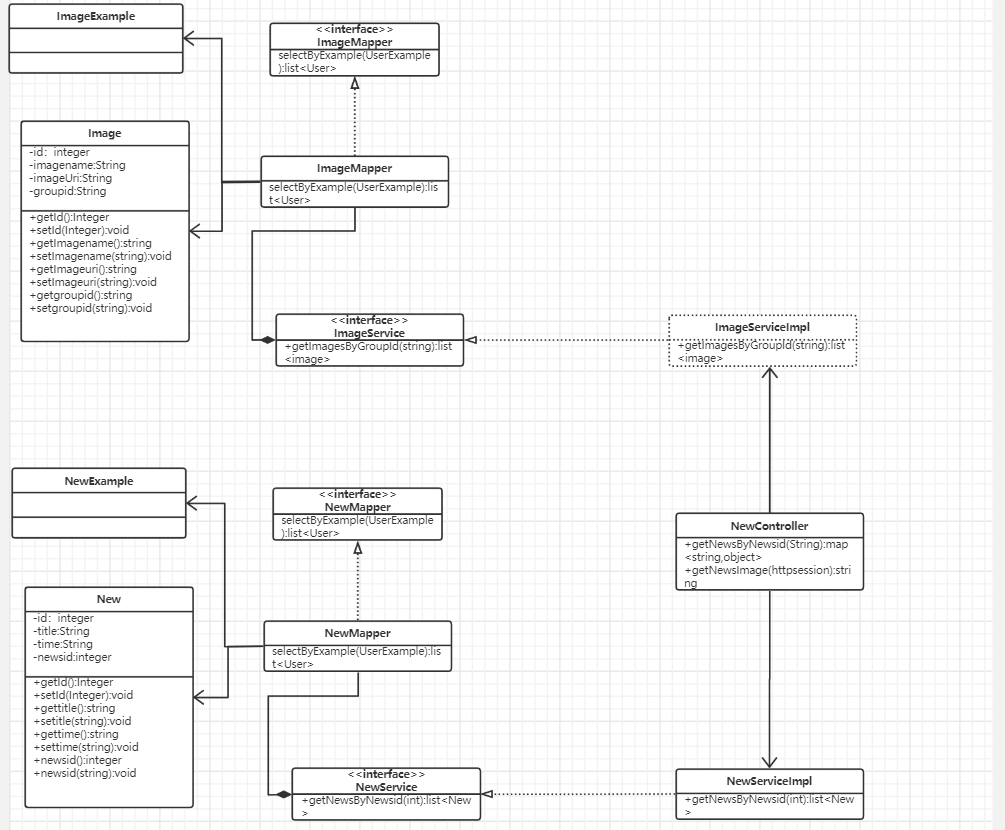 ImageExample
<<interface>>
ImageMapper
selectByExample(UserExample
):list<User>
Image
-id:  integer
-imagename:String
-imageUri:String
-groupid:String
+getId():Integer
+setId(Integer):void
+getImagename():string
+setImagename(string):void
+getImageuri():string
+setImageuri(string):void
+getgroupid():string
+setgroupid(string):void
ImageMapper
selectByExample(UserExample):lis
t<User>
<<interface>>
ImageService
+getImagesByGroupId(string):list
<image>
ImageServiceImpl
+getImagesByGroupId(string):list
<image>
NewExample
<<interface>>
NewMapper
selectByExample(UserExample
):list<User>
NewController
+getNewsByNewsid(String):map
<string,object>
+getNewsImage(httpsession):stri
ng
New
-id:  integer
-title:String
-time:String
-newsid:integer
+getId():Integer
+setId(Integer):void
+gettitle():string
+setitle(string):void
+gettime():string
+settime(string):void
+newsid():integer
+newsid(string):void
NewMapper
selectByExample(UserExample):lis
t<User>
<<interface>>
NewService
+getNewsByNewsid(int):list<New
>
NewServiceImpl
+getNewsByNewsid(int):list<New
>